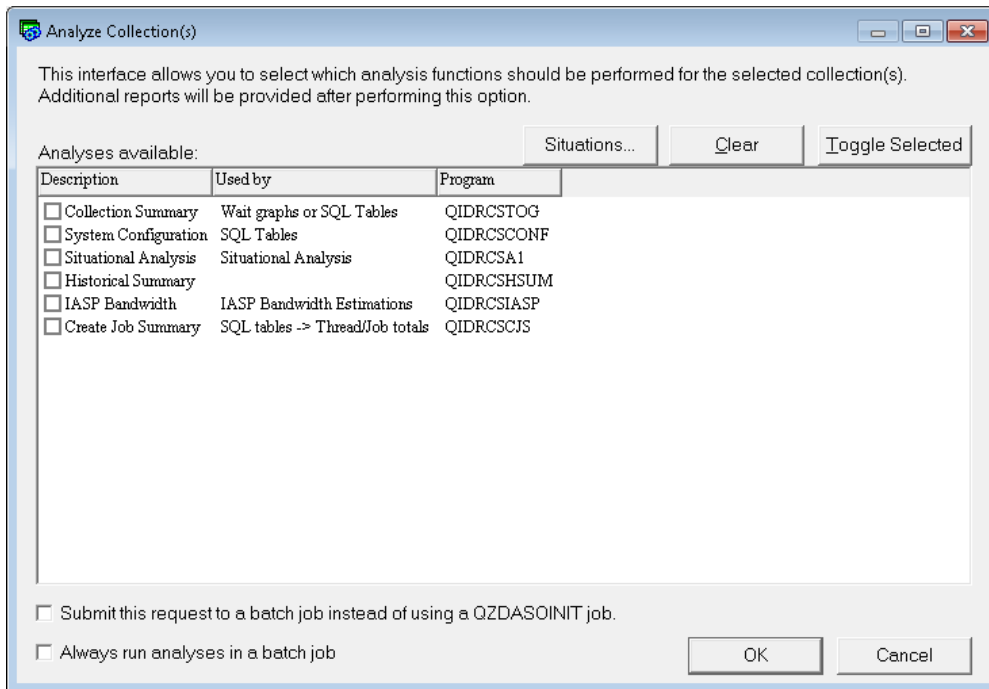 Analyze Collection(s)
This interface allows you to select which analysis functions should be performed for the selected collection(s).
Additional reports will be provided after performing this option.
Analyses available:
Situations...
Clear
Toggle Selected
Description Used by Program
Collection Summary Wait graphs or SQL Tables QIDRCSTOG
System Configuration SQL Tables QIDRCSCONF
Situational Analysis Situational Analysis QIDRCSA1
Historical Summary QIDRCSHSUM
IASP Bandwidth IASP Bandwidth Estimations QIDRCSIASP
Create Job Summary SQL tables -> Thread/Job totals QIDRCSCJS
Submit this request to a batch job instead of using a QZDASOINIT job.
Always run analyses in a batch job
OK
Cancel